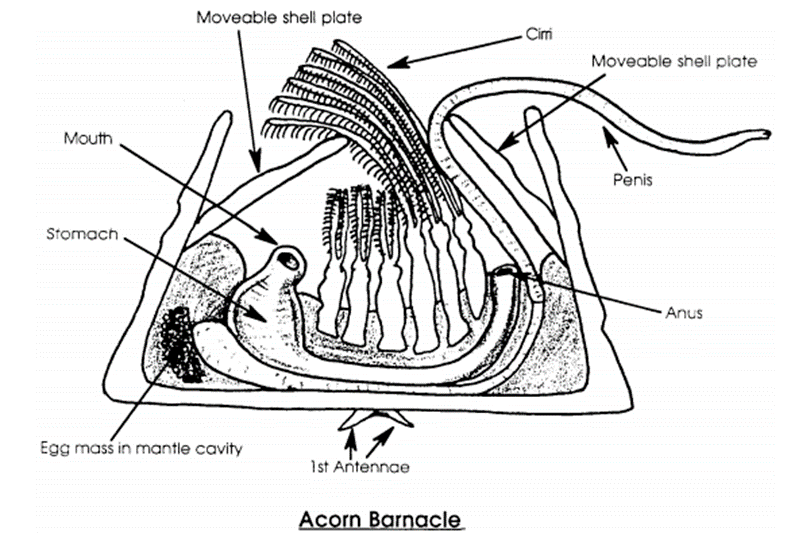 Moveable shell plate
Cirri
Moveable shell plate
Mouth
Penis
Stomach
Anus
Egg mass in mantle cavity
1st Antennae
Acorn Barnacle